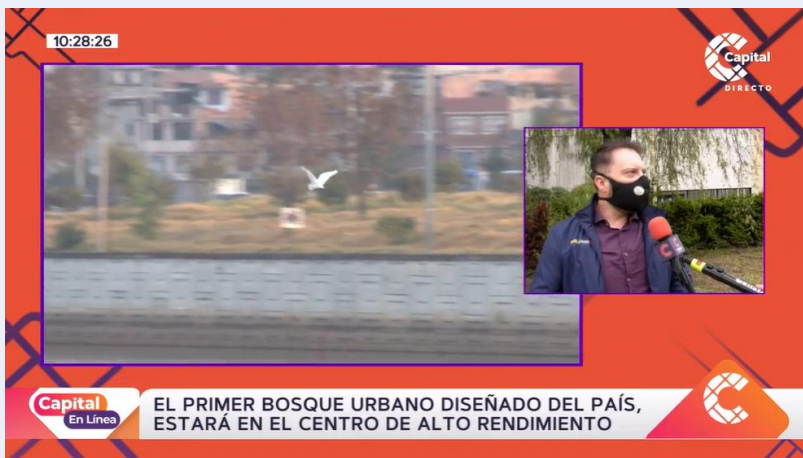 10:28:26
Capital
DIRECTO
Capital
En Línea
EL PRIMER BOSQUE URBANO DISEÑADO DEL PAÍS,
ESTARÁ EN EL CENTRO DE ALTO RENDIMIENTO